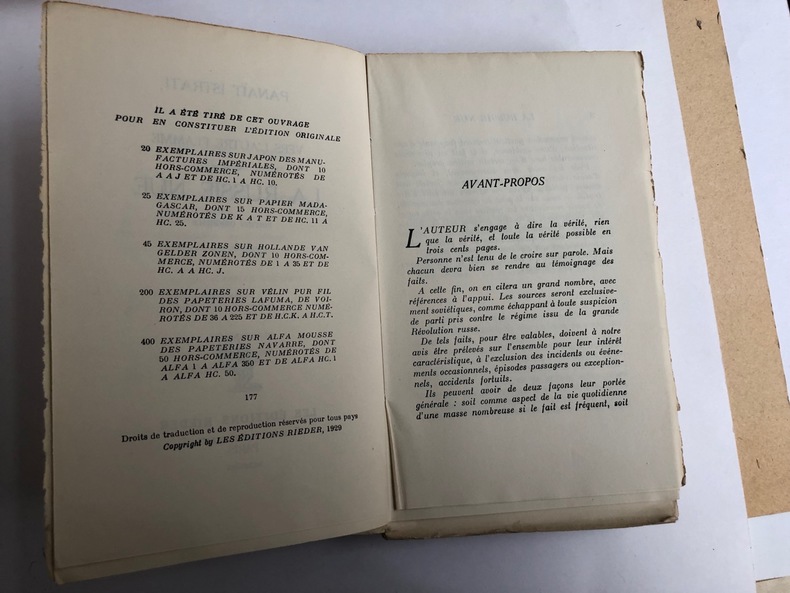 IL A ÉTÉ TIRÉ DE CET OUVRAGE
POUR EN CONSTITUER L'ÉDITION ORIGINALE
20 EXEMPLAIRES SUR JAPON DES MANU-
FACTURES IMPÉRIALES, DONT 10
HORS-COMMERCE, NUMÉROTÉS DE
A A J ET DE HC. 1 A HC. 10.
25 EXEMPLAIRES SUR PAPIER MADA-
GASCAR, DONT 15 HORS-COMMERCE,
NUMÉROTÉS DE K A T ET DE HC. 11 A
HC. 25.
45 EXEMPLAIRES SUR HOLLANDE VAN
GELDER ZONEN, DONT 10 HORS-COM-
MERCE, NUMÉROTÉS DE 1 A 35 ET DE
HC. A A HC. J.
200 EXEMPLAIRES SUR VÉLIN PUR FIL
DES PAPETERIES LAFUMA, DE VOI-
RON, DONT 10 HORS-COMMERCE NUMÉ-
ROTÉS DE 36 A 225 ET DE H.C.K. A H.C.T.
400 EXEMPLAIRES SUR ALFA MOUSSE
DES PAPETERIES NAVARRE, DONT
50 HORS-COMMERCE, NUMÉROTÉS DE
ALFA 1 A ALFA 350 ET DE ALFA HC. 1
A ALFA HC. 50.
177
Droits de traduction et de reproduction réservés pour tous pays
Copyright by LES ÉDITIONS RIEDER, 1929
AVANT-PROPOS
L'AUTEUR s'engage à dire la vérité, rien
que la vérité, et toute la vérité possible en
trois cents pages.
Personne n'est tenu de le croire sur parole. Mais
chacun devra bien se rendre au témoignage des
faits.
A cette fin, on en citera un grand nombre, avec
références à l'appui. Les sources seront exclusive-
ment soviétiques, comme échappant à toute suspicion
de parti pris contre le régime issu de la grande
Révolution russe.
De tels faits, pour être valables, doivent à notre
avis être prélevés sur l'ensemble pour leur intérêt
caractéristique, à l'exclusion des incidents ou événe-
ments occasionnels, épisodes passagers ou exception-
nels, accidents fortuits.
Ils peuvent avoir de deux façons leur portée
générale : soit comme aspect de la vie quotidienne
d'une masse nombreuse si le fait est fréquent, soit